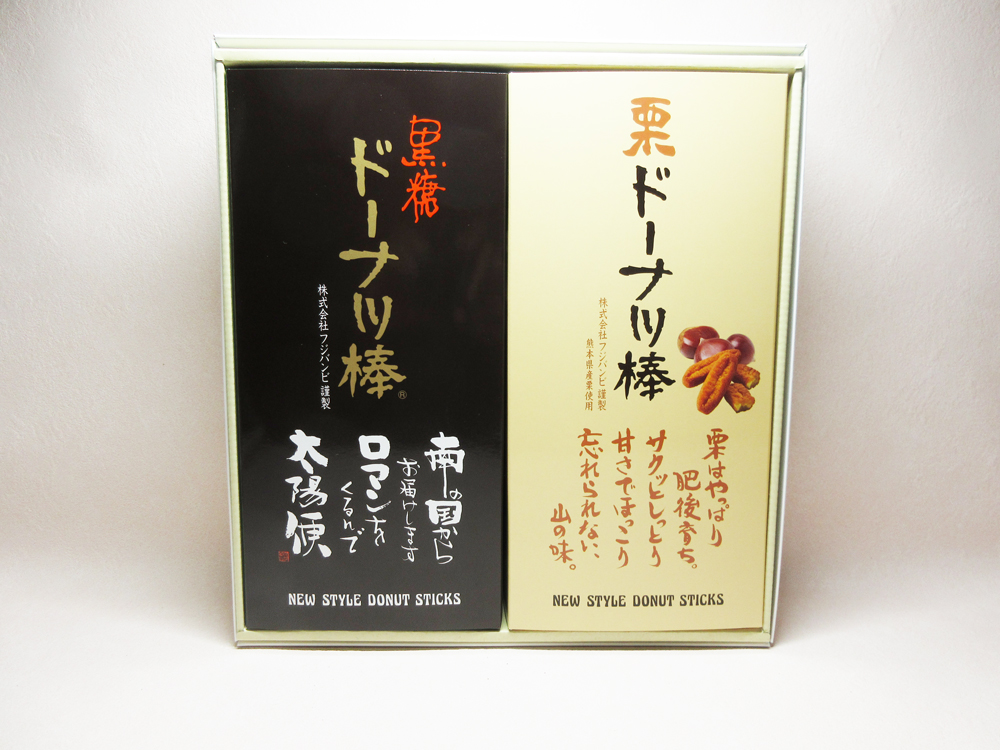 黒糖
ドーナツ棒
®
株式会社フジバンビ謹製
南の国から
お届けします
ロマンを
くるんで
太陽便
NEW STYLE DONUT STICKS
栗
ドーナツ棒
株式会社フジバンビ謹製
熊本県産栗使用
栗はやっぱり
肥後育ち。
サクッとしっとり
甘さでほっこり
忘れられない、
山の味。
NEW STYLE DONUT STICKS